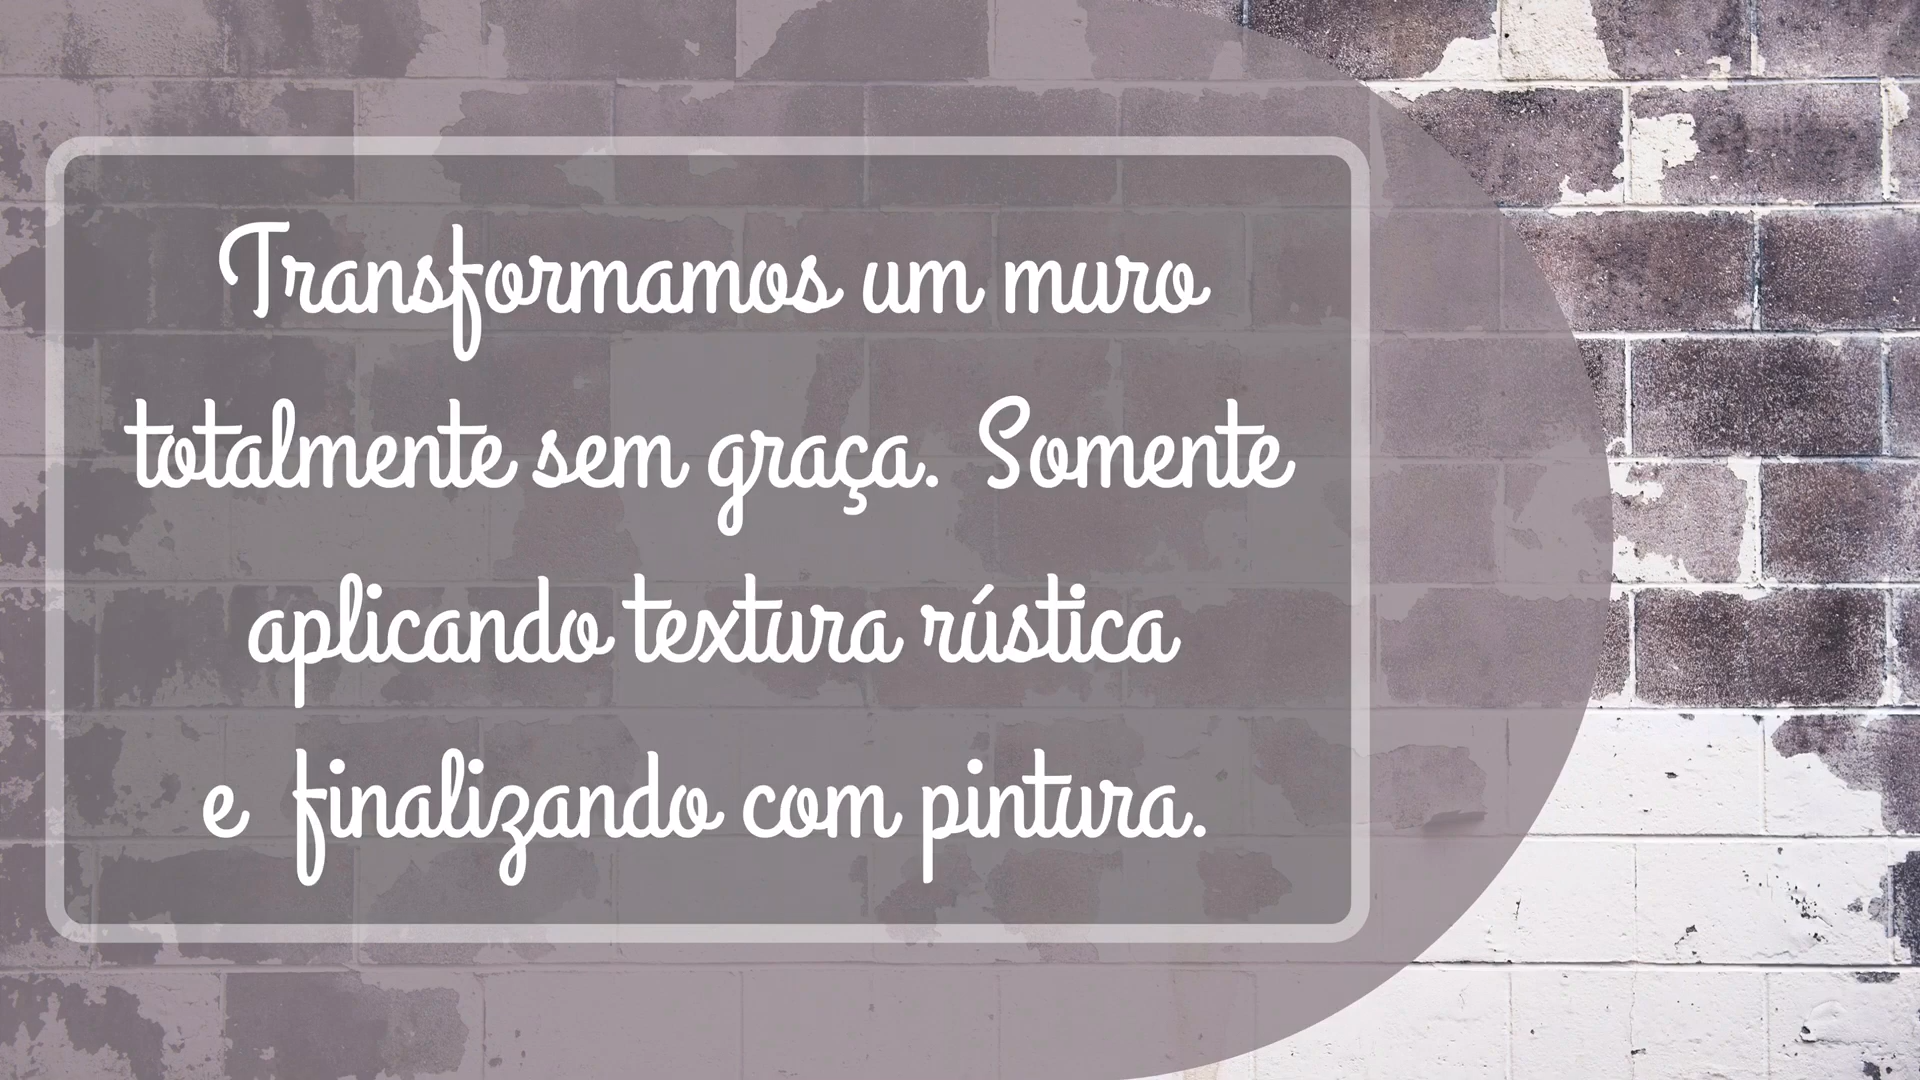 Transformamos um muro
totalmente sem graça. Somente
aplicando textura rústica
e finalizando com pintura.